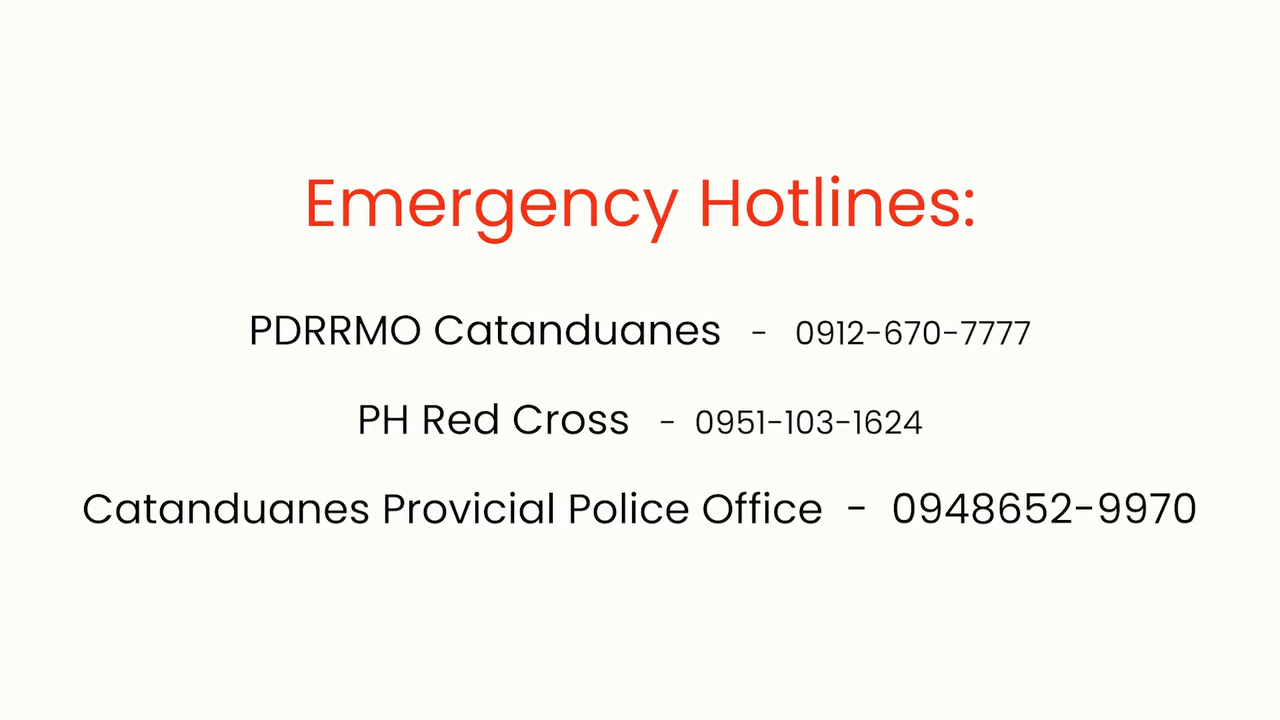 Emergency Hotlines:
PDRRMO Catanduanes - 0912-670-7777
PH Red Cross - 0951-103-1624
Catanduanes Provicial Police Office - 0948652-9970